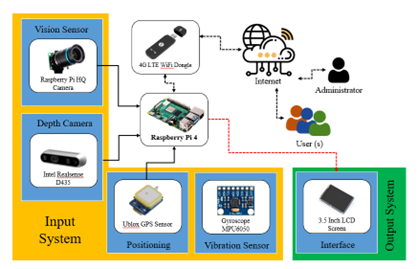 Vision Sensor
Raspberry Pi HQ
Camera
Depth Camera
Intel Realsense
D435
Input
System
4G LTE WiFi Dongle
Raspberry Pi 4
Internet
Administrator
User (s)
Ublox GPS Sensor
Positioning
Gyroscope
MPU6050
Vibration Sensor
3.5 Inch LCD
Screen
Interface
Output System